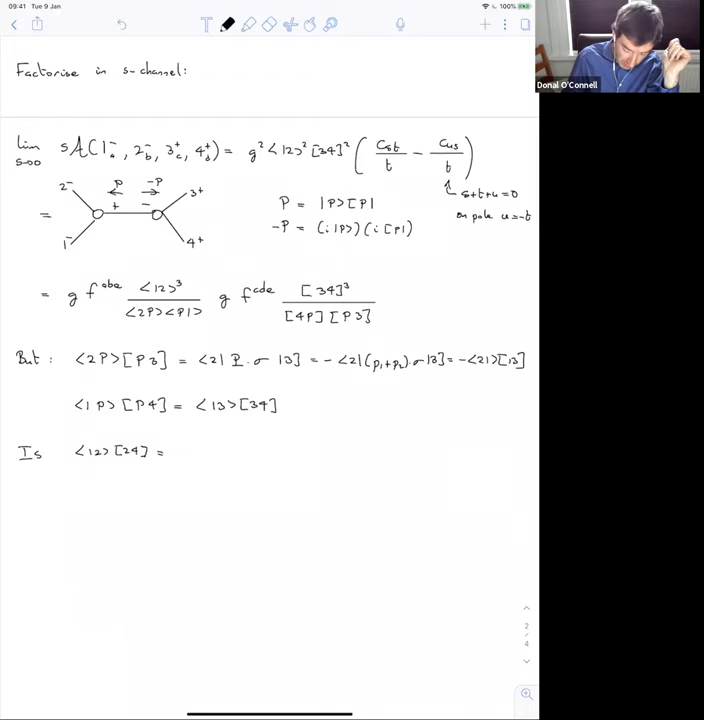 09:41 Tue 9 Jan
100%
Donal O'Connell
Factorise in s-channel:
lim s→0 sA(1⁻ₐ, 2⁻_b, 3⁺_c, 4⁺_d) = g² <12>² [34]² ( C_st/t - C_us/t )
s+t+u=0
on pole u=-t
= 2⁻ 1⁻ P + -P - 3⁺ 4⁺
P = |P>[P|
-P = (i|P>)(i[P|)
= g f^abe <12>³/<2P><P1> g f^cde [34]³/[4P][P3]
But: <2P>[P3] = <2|P·σ|3] = -<2|(p₁+p₂)·σ|3] = -<21>[13]
<1P>[P4] = <13>[34]
Is <12>[24] =
2
/
4